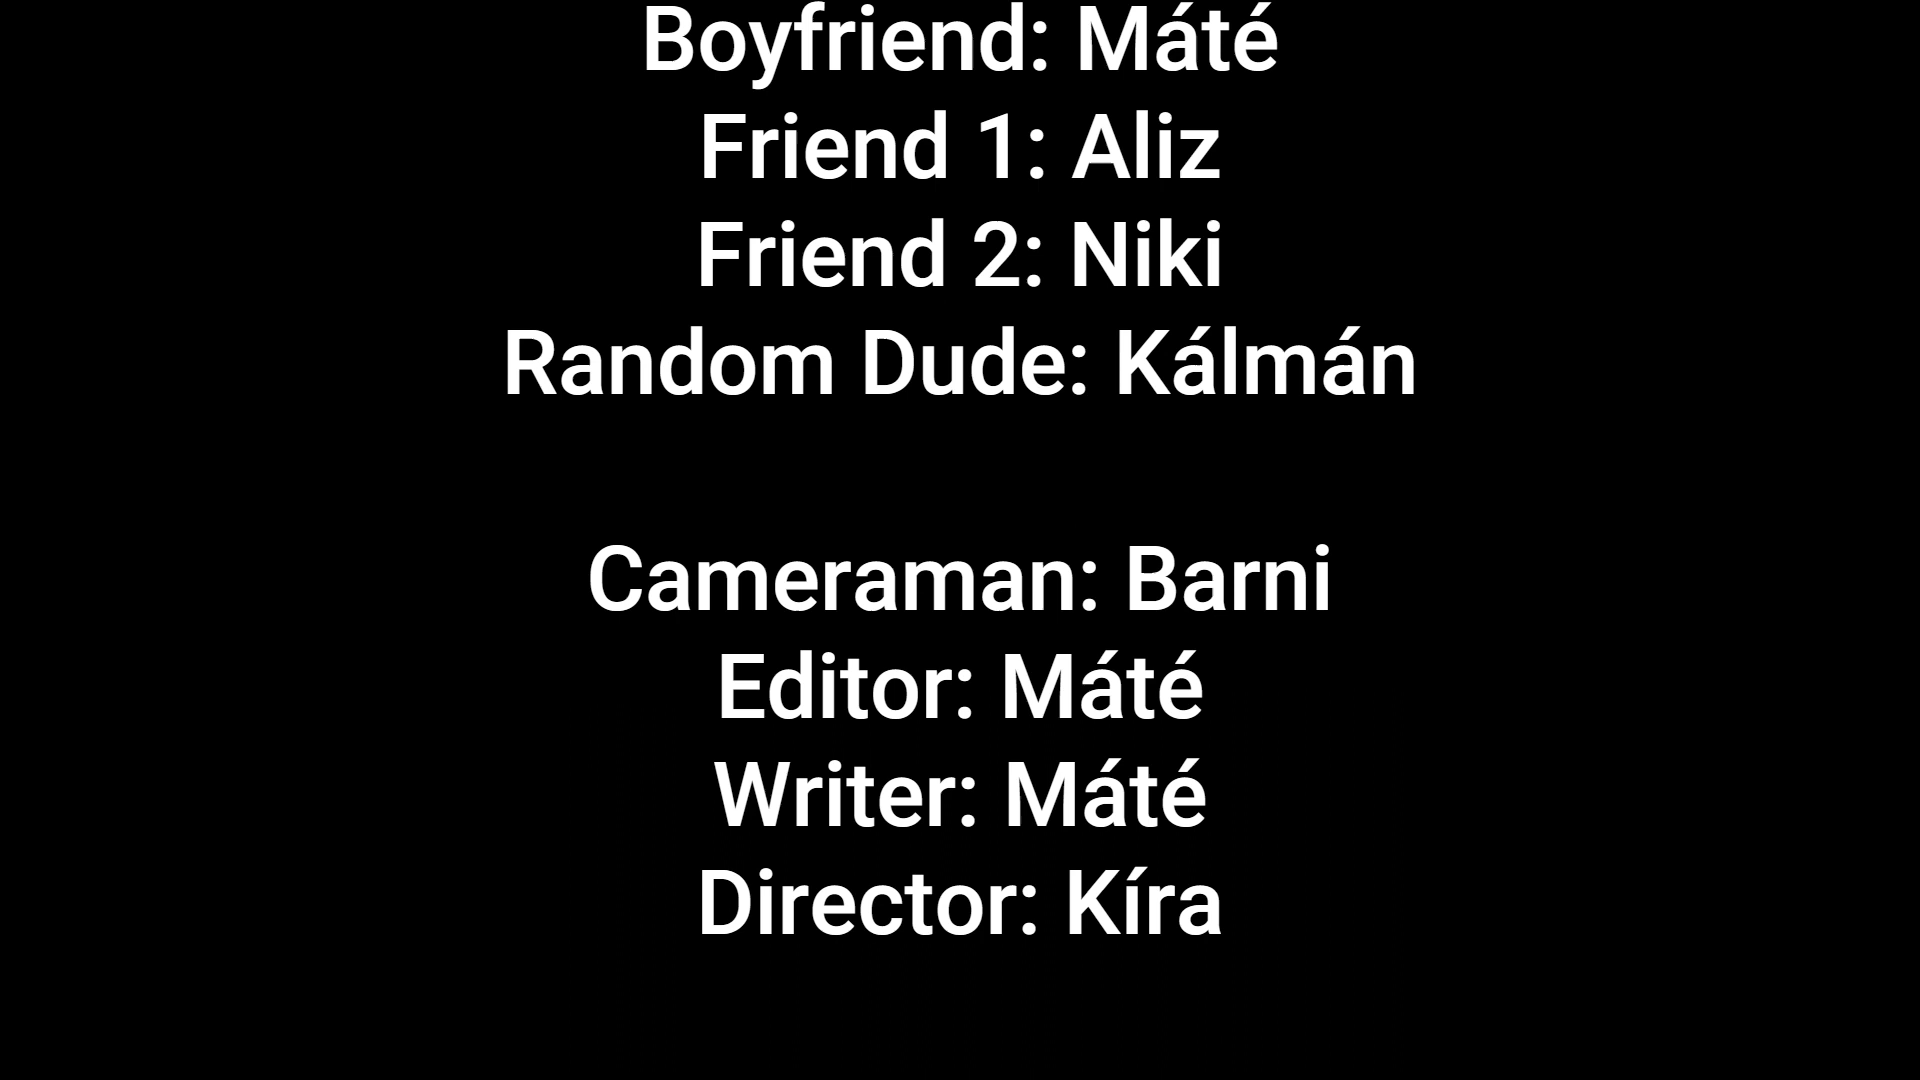 Boyfriend: Máté
Friend 1: Aliz
Friend 2: Niki
Random Dude: Kálmán
Cameraman: Barni
Editor: Máté
Writer: Máté
Director: Kíra